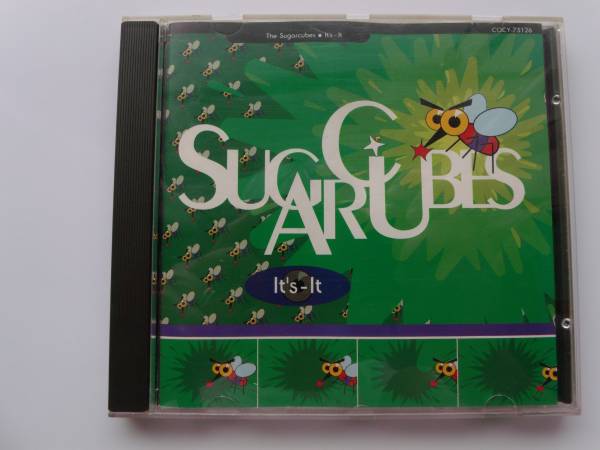 The Sugarcubes ■ It's-It
COCY-75126
SUGARCUBES
It's-It